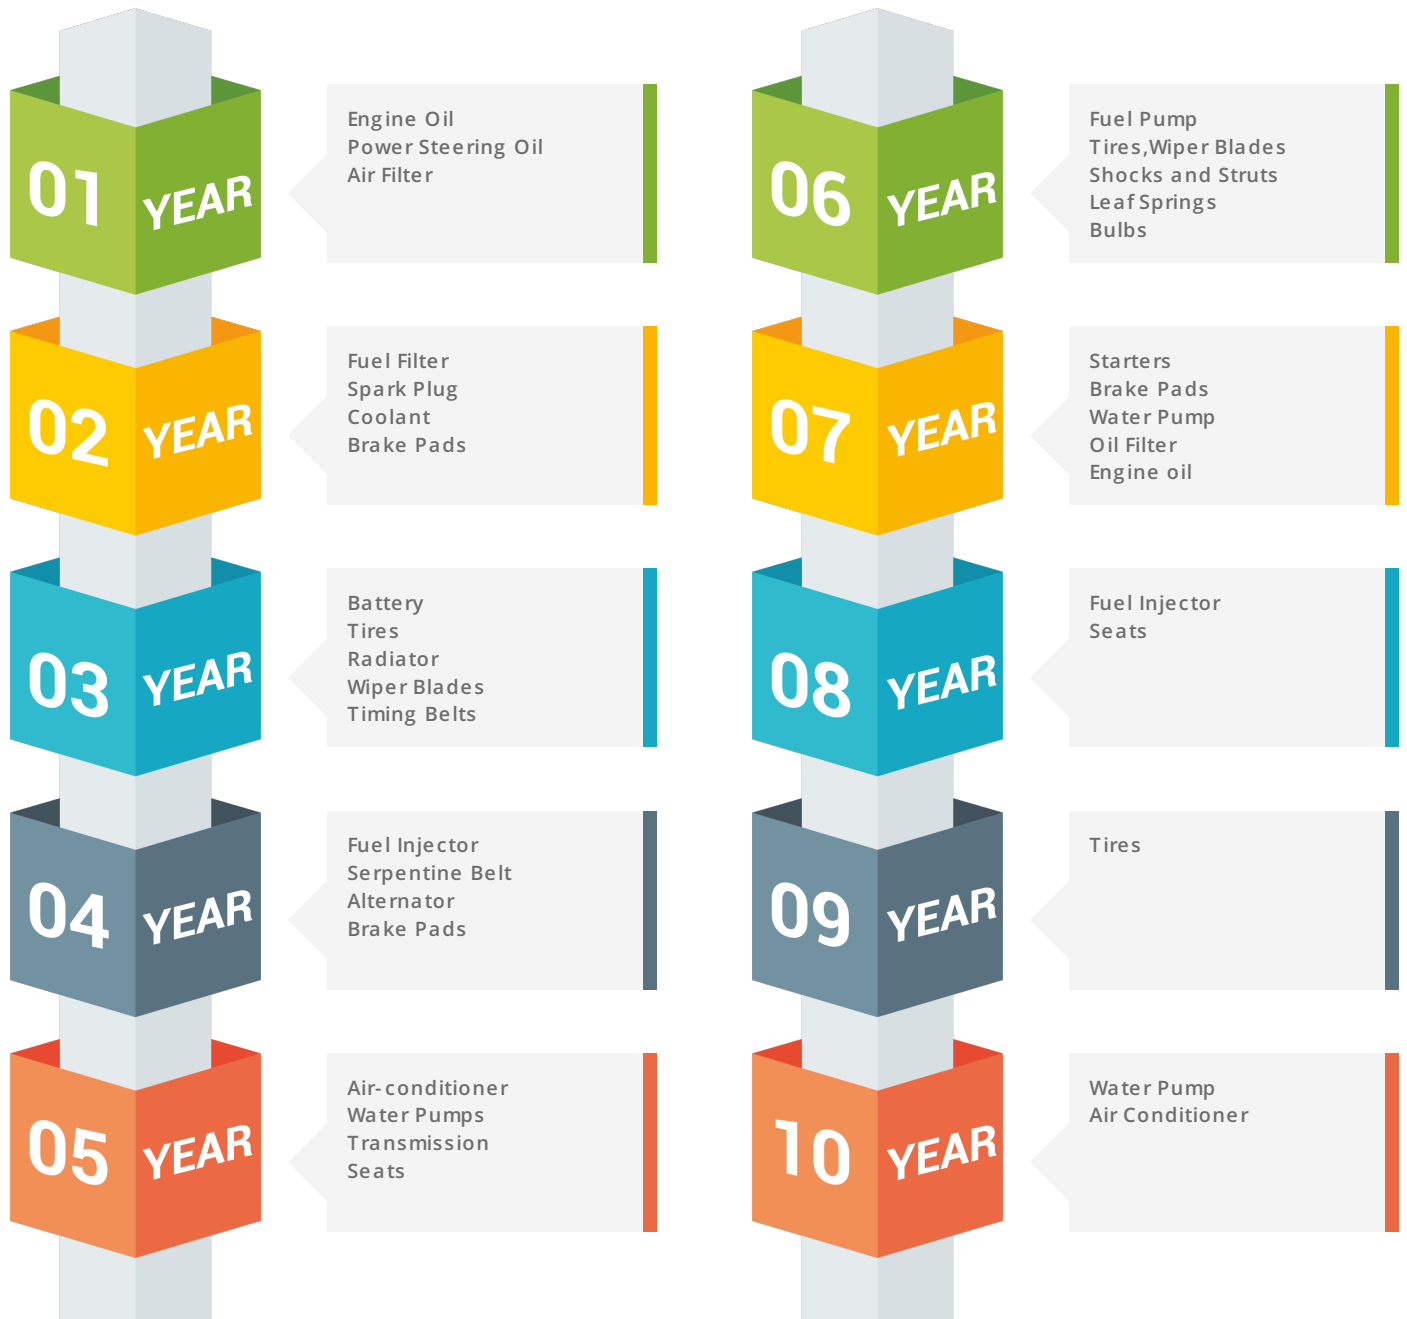 01 YEAR
Engine Oil
Power Steering Oil
Air Filter
02 YEAR
Fuel Filter
Spark Plug
Coolant
Brake Pads
03 YEAR
Battery
Tires
Radiator
Wiper Blades
Timing Belts
04 YEAR
Fuel Injector
Serpentine Belt
Alternator
Brake Pads
05 YEAR
Air-conditioner
Water Pumps
Transmission
Seats
06 YEAR
Fuel Pump
Tires,Wiper Blades
Shocks and Struts
Leaf Springs
Bulbs
07 YEAR
Starters
Brake Pads
Water Pump
Oil Filter
Engine oil
08 YEAR
Fuel Injector
Seats
09 YEAR
Tires
10 YEAR
Water Pump
Air Conditioner